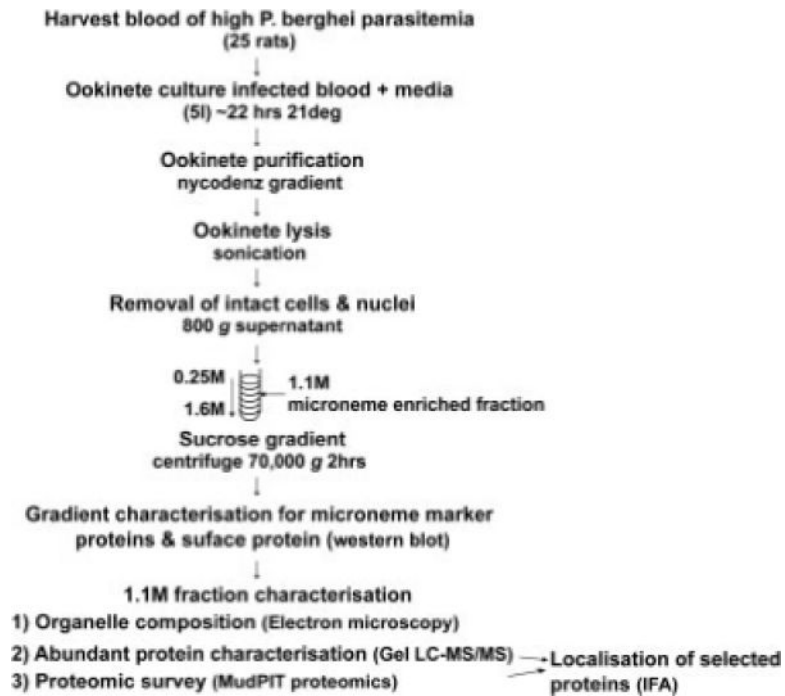 Harvest blood of high P. berghei parasitemia
(25 rats)
Ookinete culture infected blood + media
(5l) ~22 hrs 21deg
Ookinete purification
nycodenz gradient
Ookinete lysis
sonication
Removal of intact cells & nuclei
800 g supernatant
0.25M
1.6M
1.1M
microneme enriched fraction
Sucrose gradient
centrifuge 70,000 g 2hrs
Gradient characterisation for microneme marker
proteins & suface protein (western blot)
1.1M fraction characterisation
1) Organelle composition (Electron microscopy)
2) Abundant protein characterisation (Gel LC-MS/MS)
3) Proteomic survey (MudPIT proteomics)
Localisation of selected
proteins (IFA)